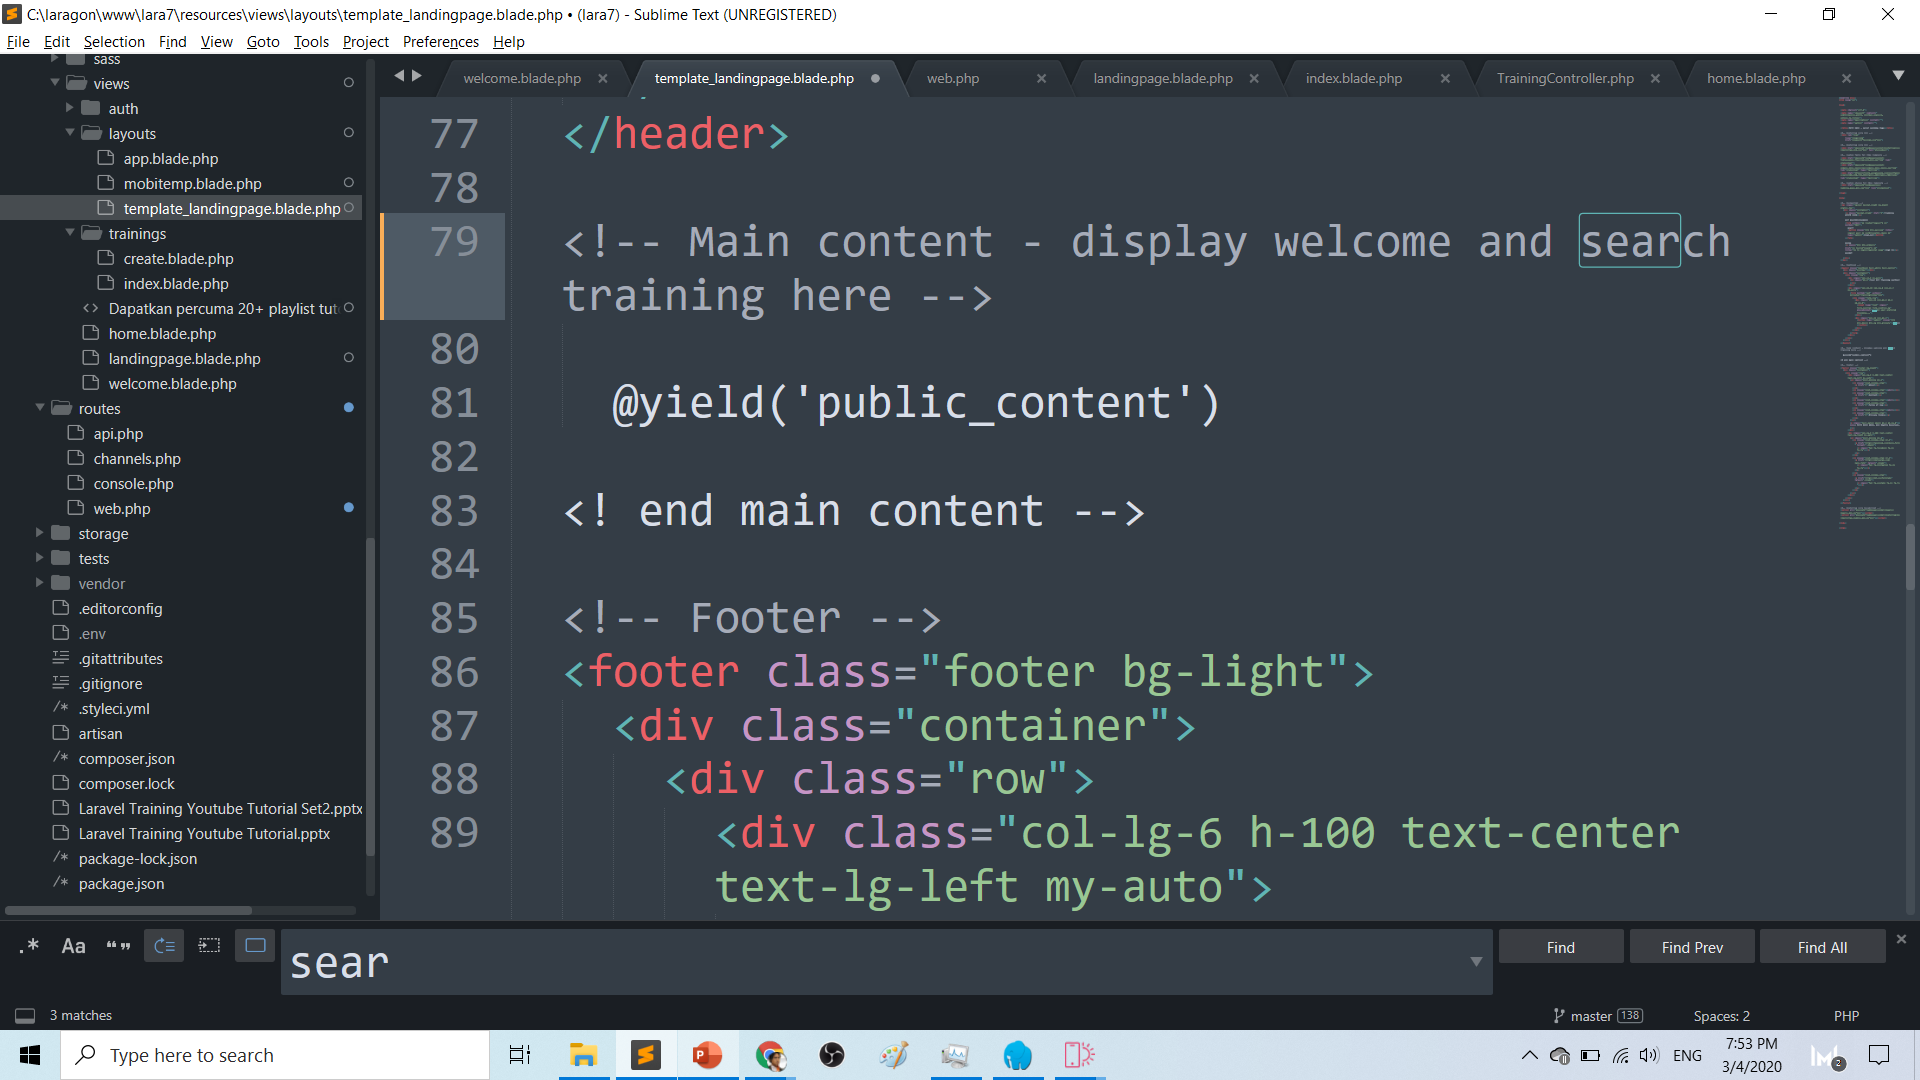 C:\laragon\www\lara7\resources\views\layouts\template_landingpage.blade.php • (lara7) - Sublime Text (UNREGISTERED)
File Edit Selection Find View Goto Tools Project Preferences Help
sass
views
auth
layouts
app.blade.php
mobitemp.blade.php
template_landingpage.blade.php
trainings
create.blade.php
index.blade.php
<> Dapatkan percuma 20+ playlist tut
home.blade.php
landingpage.blade.php
welcome.blade.php
routes
api.php
channels.php
console.php
web.php
storage
tests
vendor
.editorconfig
.env
.gitattributes
.gitignore
/* .styleci.yml
artisan
/* composer.json
composer.lock
Laravel Training Youtube Tutorial Set2.pptx
Laravel Training Youtube Tutorial.pptx
/* package-lock.json
/* package.json
welcome.blade.php × template_landingpage.blade.php web.php × landingpage.blade.php × index.blade.php × TrainingController.php × home.blade.php ×
77 </header>
78
79 <!-- Main content - display welcome and search
training here -->
80
81 @yield('public_content')
82
83 <! end main content -->
84
85 <!-- Footer -->
86 <footer class="footer bg-light">
87 <div class="container">
88 <div class="row">
89 <div class="col-lg-6 h-100 text-center
text-lg-left my-auto">
.* Aa “” sear Find Find Prev Find All
3 matches master 138 Spaces: 2 PHP
Type here to search ENG 7:53 PM
3/4/2020
2